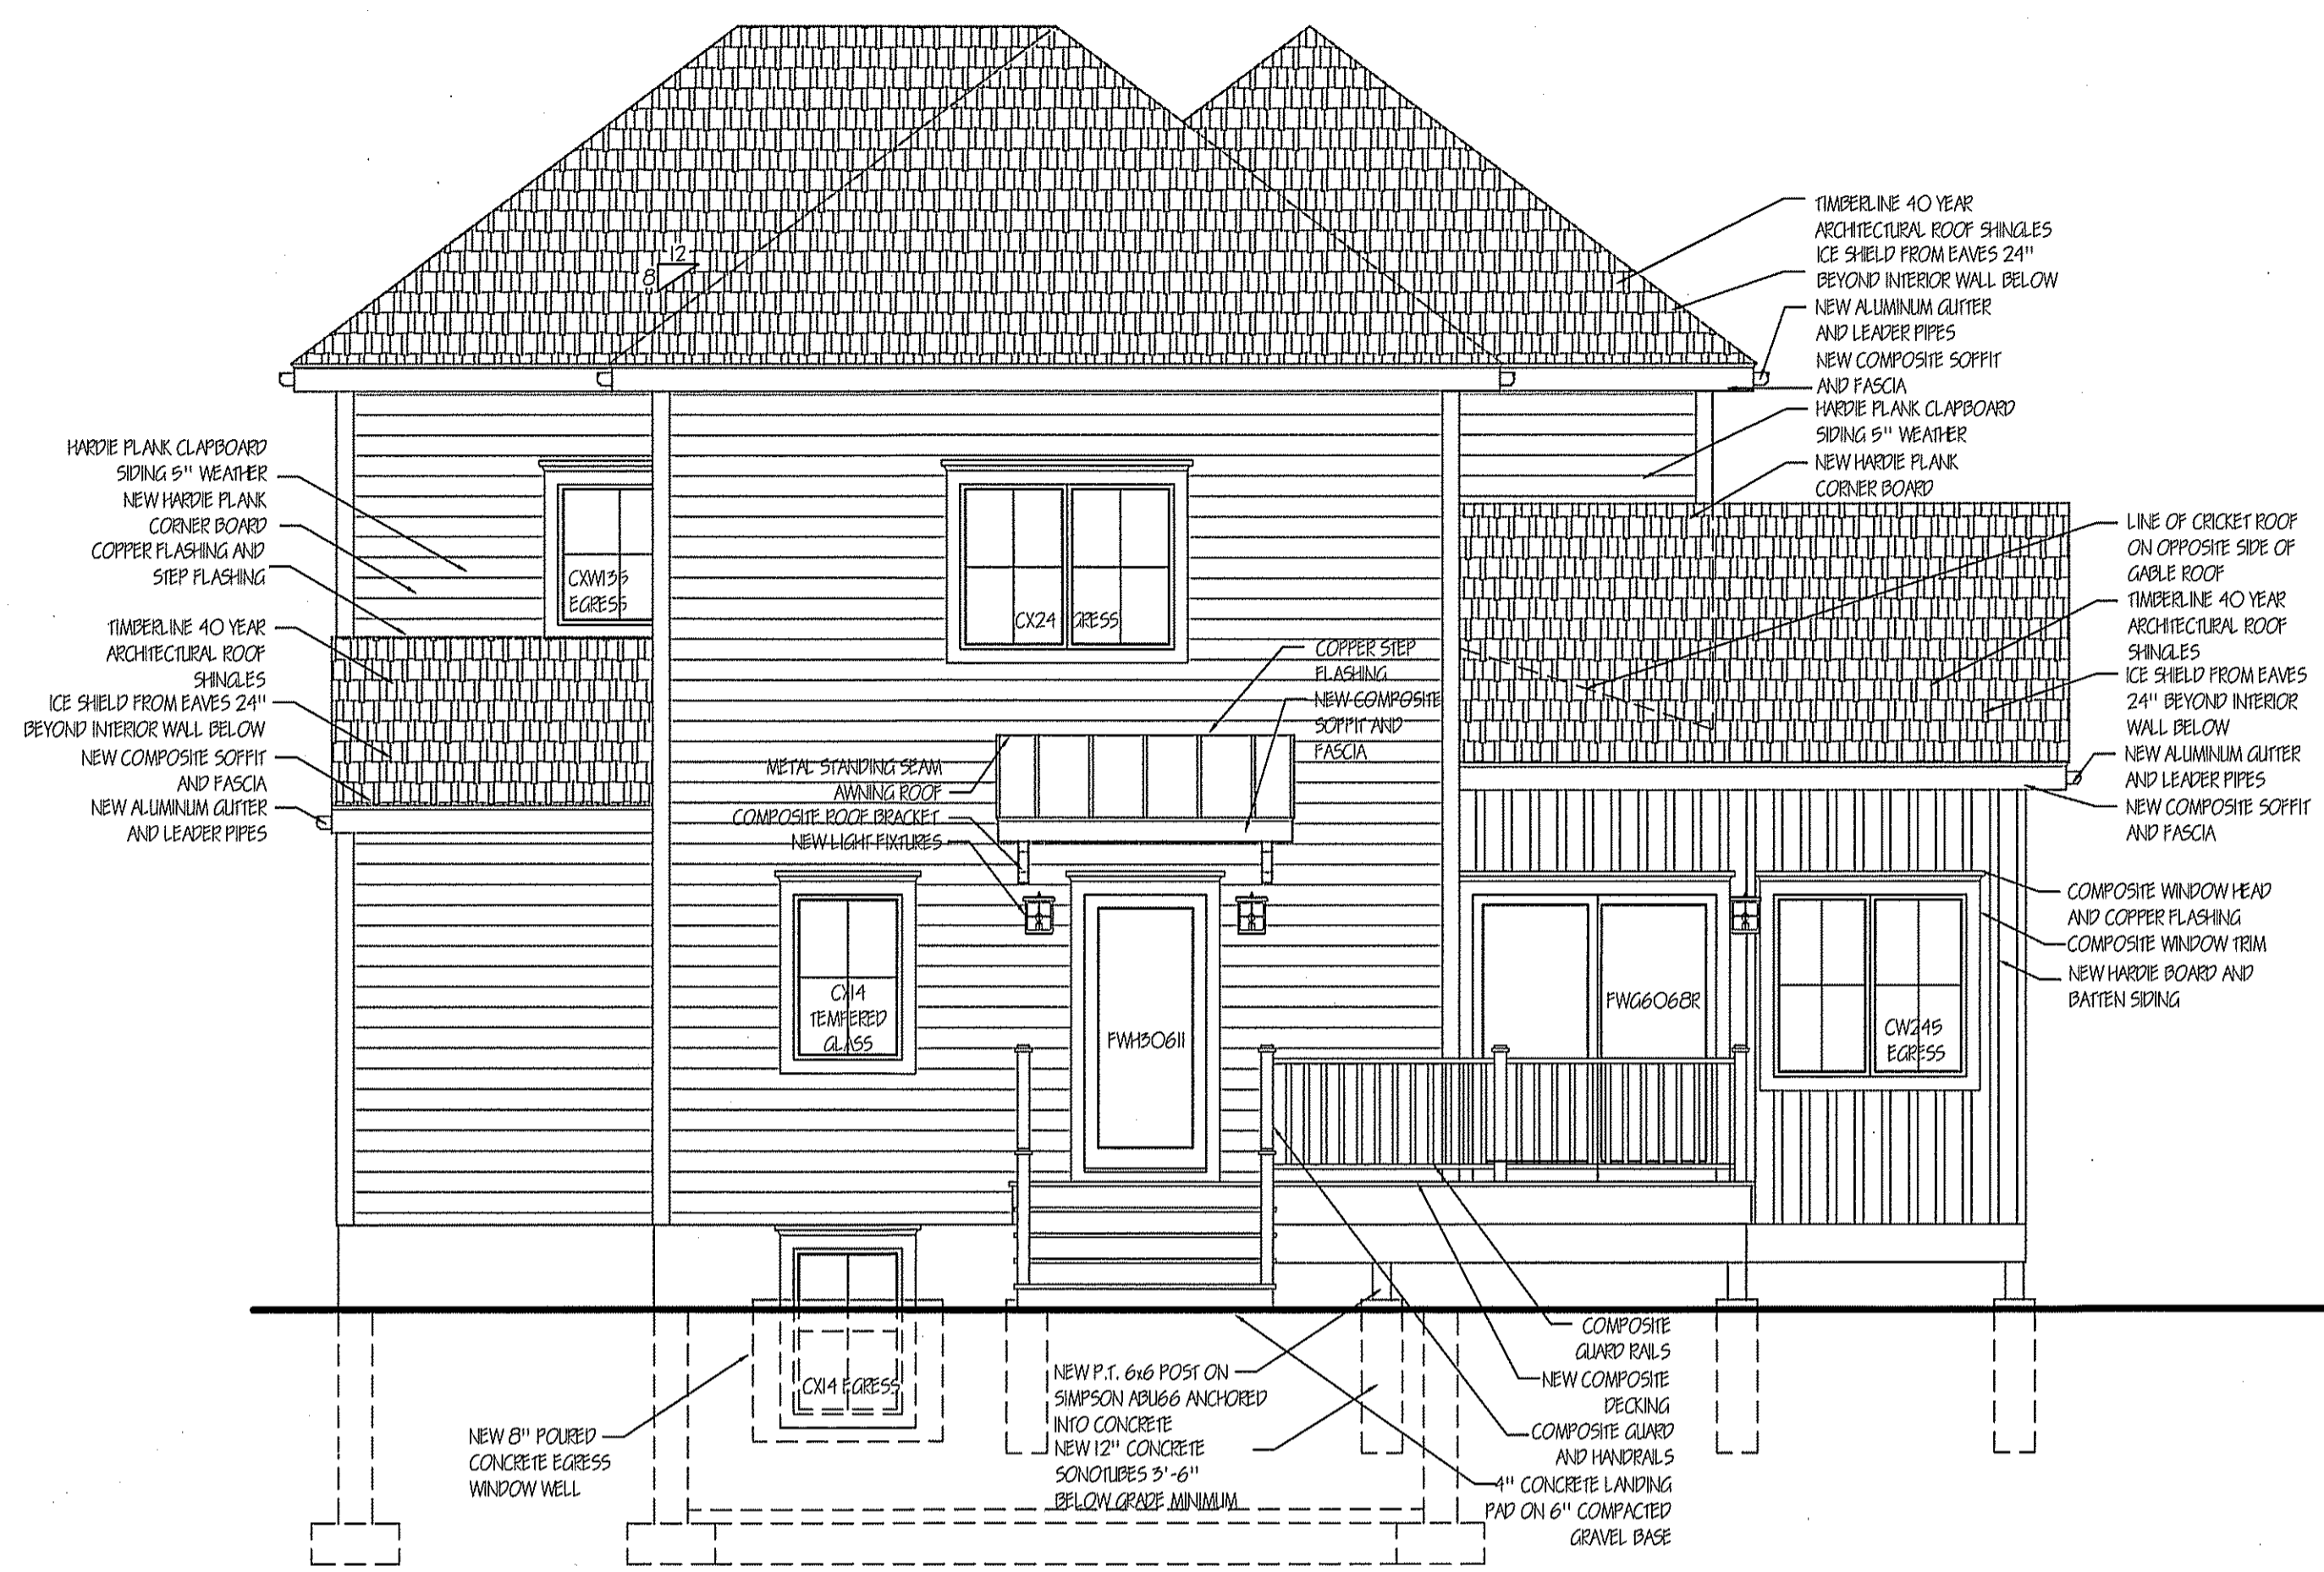 12
8
TIMBERLINE 40 YEAR
ARCHITECTURAL ROOF SHINGLES
ICE SHIELD FROM EAVES 24"
BEYOND INTERIOR WALL BELOW
NEW ALUMINUM GUTTER
AND LEADER PIPES
NEW COMPOSITE SOFFIT
AND FASCIA
HARDIE PLANK CLAPBOARD
SIDING 5" WEATHER
NEW HARDIE PLANK
CORNER BOARD
HARDIE PLANK CLAPBOARD
SIDING 5" WEATHER
NEW HARDIE PLANK
CORNER BOARD
COPPER FLASHING AND
STEP FLASHING
TIMBERLINE 40 YEAR
ARCHITECTURAL ROOF
SHINGLES
ICE SHIELD FROM EAVES 24"
BEYOND INTERIOR WALL BELOW
NEW COMPOSITE SOFFIT
AND FASCIA
NEW ALUMINUM GUTTER
AND LEADER PIPES
CXW135
EGRESS
CX24 GRESS
COPPER STEP
FLASHING
NEW COMPOSITE
SOFFIT AND
FASCIA
METAL STANDING SEAM
AWNING ROOF
COMPOSITE ROOF BRACKET
NEW LIGHT FIXTURES
LINE OF CRICKET ROOF
ON OPPOSITE SIDE OF
GABLE ROOF
TIMBERLINE 40 YEAR
ARCHITECTURAL ROOF
SHINGLES
ICE SHIELD FROM EAVES
24" BEYOND INTERIOR
WALL BELOW
NEW ALUMINUM GUTTER
AND LEADER PIPES
NEW COMPOSITE SOFFIT
AND FASCIA
COMPOSITE WINDOW HEAD
AND COPPER FLASHING
COMPOSITE WINDOW TRIM
NEW HARDIE BOARD AND
BATTEN SIDING
CX14
TEMPERED
GLASS
FWH30611
FWG6068R
CW245
EGRESS
CX14 EGRESS
NEW 8" POURED
CONCRETE EGRESS
WINDOW WELL
NEW P.T. 6x6 POST ON
SIMPSON ABU66 ANCHORED
INTO CONCRETE
NEW 12" CONCRETE
SONOTUBES 3'-6"
BELOW GRADE MINIMUM
COMPOSITE
GUARD RAILS
NEW COMPOSITE
DECKING
COMPOSITE GUARD
AND HANDRAILS
4" CONCRETE LANDING
PAD ON 6" COMPACTED
GRAVEL BASE